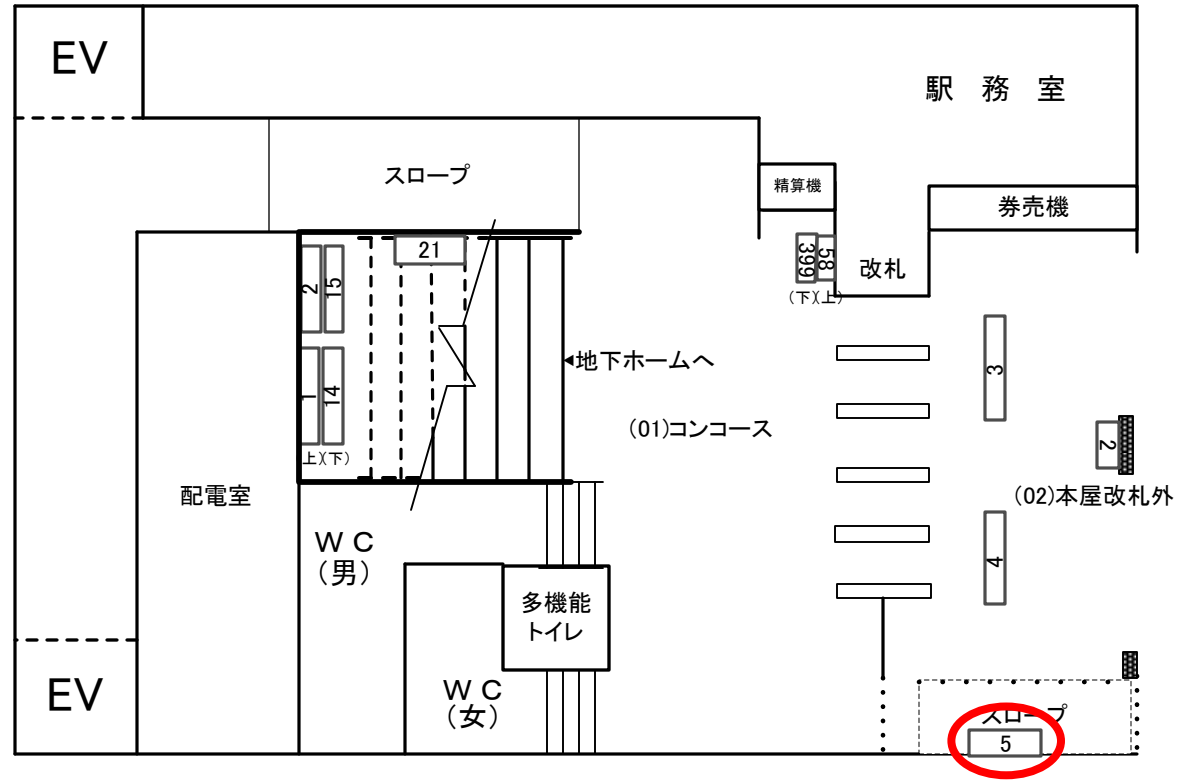 EV
駅 務 室
スロープ
精算機
券売機
21
399
58
改札
(下)(上)
2
15
3
◀地下ホームへ
1
14
(01)コンコース
2
(上)(下)
配電室
(02)本屋改札外
WC
(男)
4
多機能
トイレ
EV
WC
(女)
スロープ
5